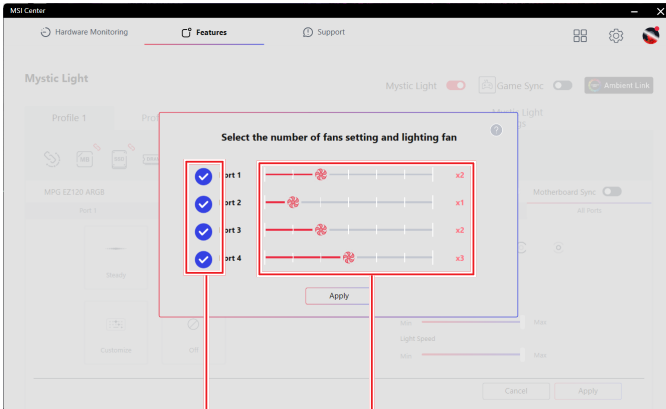 MSI Center
Hardware Monitoring
Features
Support
Mystic Light
Mystic Light
Game Sync
Ambient Link
Profile 1
Select the number of fans setting and lighting fan
MPG EZ120 ARGB
Motherboard Sync
Port 1
All Ports
ort 1
x2
ort 2
x1
ort 3
x2
ort 4
x3
Steady
Apply
Customize
Off
Min
Max
Light Speed
Min
Max
Cancel
Apply